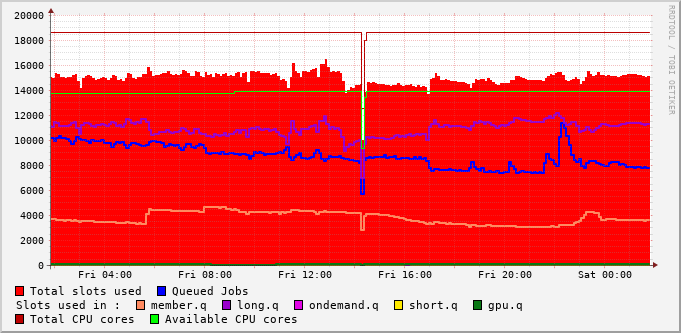 20000
18000
16000
14000
12000
10000
8000
6000
4000
2000
0
Fri 04:00 Fri 08:00 Fri 12:00 Fri 16:00 Fri 20:00 Sat 00:00
RRDTOOL / TOBI OETIKER
Total slots used Queued Jobs
Slots used in : member.q long.q ondemand.q short.q gpu.q
Total CPU cores Available CPU cores